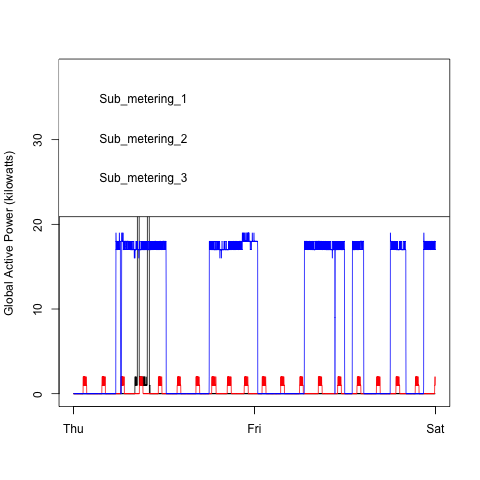 Sub_metering_1
Sub_metering_2
Sub_metering_3
Global Active Power (kilowatts)
30
20
10
0
Thu
Fri
Sat